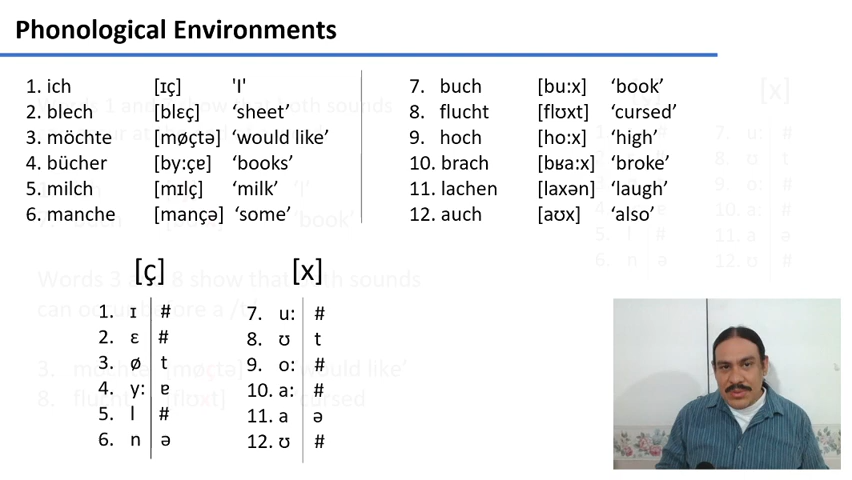 Phonological Environments
1. ich [ɪç] 'I'
2. blech [blɛç] ‘sheet’
3. möchte [møçtə] ‘would like’
4. bücher [by:çɐ] ‘books’
5. milch [mɪlç] ‘milk’
6. manche [mançə] ‘some’
7. buch [bu:x] ‘book’
8. flucht [flʊxt] ‘cursed’
9. hoch [ho:x] ‘high’
10. brach [bʁa:x] ‘broke’
11. lachen [laxən] ‘laugh’
12. auch [aʊx] ‘also’
[ç]
1. ɪ #
2. ɛ #
3. ø t
4. y: ɐ
5. l #
6. n ə
[x]
7. u: #
8. ʊ t
9. o: #
10. a: #
11. a ə
12. ʊ #